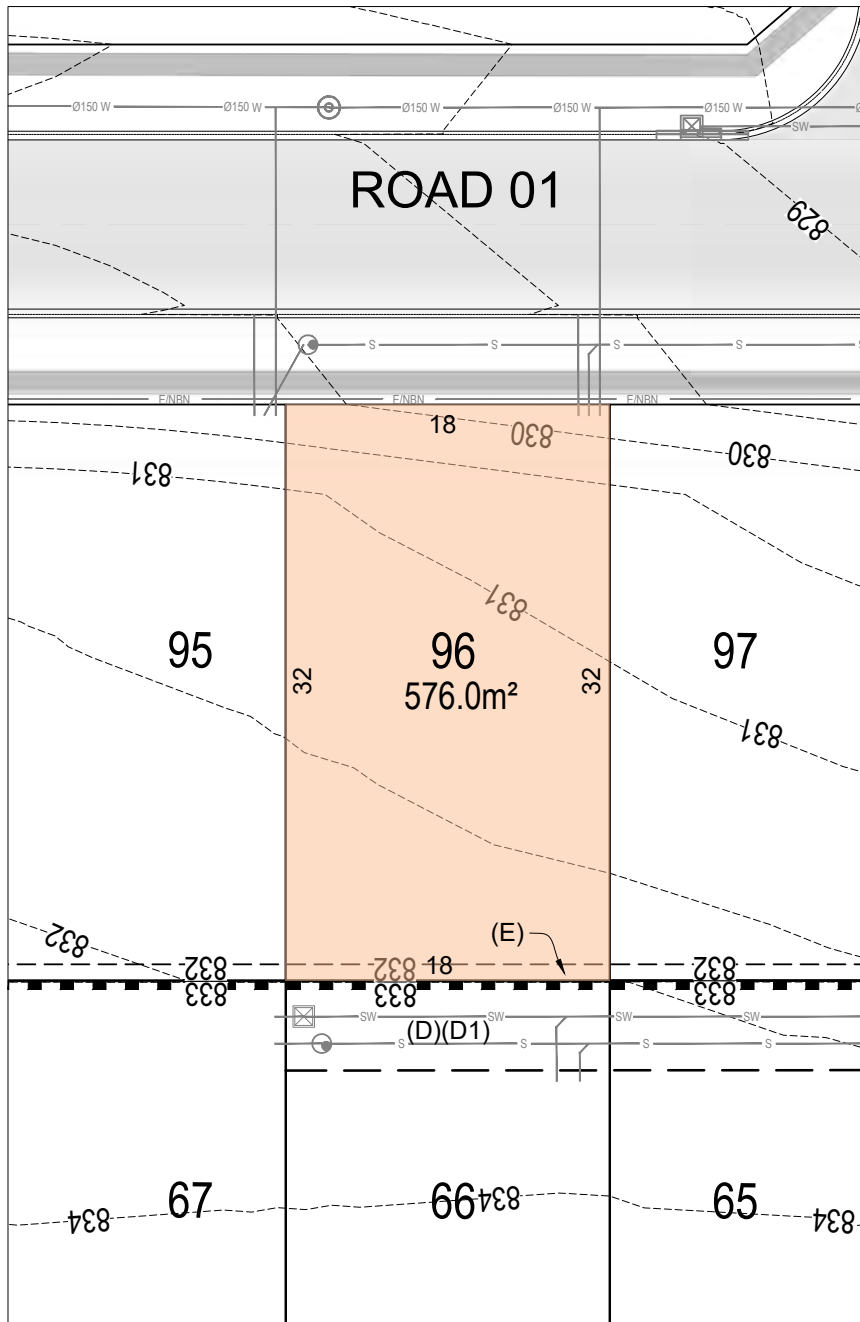 Ø150 W Ø150 W Ø150 W Ø150 W Ø150 W Ø
SW
ROAD 01
829
S S S S
E/NBN E/NBN E/NBN
18
830
830
831
831
95 96 97
576.0m²
32 32
831
(E)
832
832 832 832
18
833 833 833
SW SW SW SW
(D)(D1)
S S S S
67 66 65
834 834 834